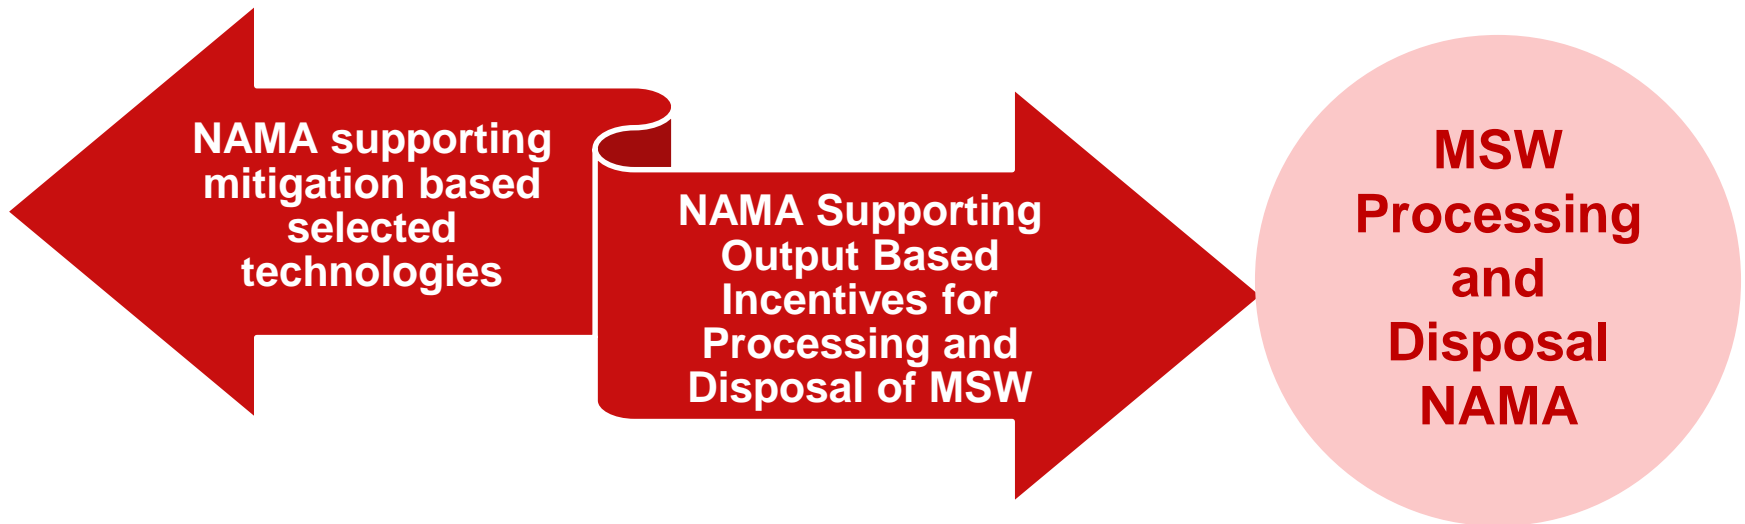 NAMA supporting
mitigation based
selected
technologies
NAMA Supporting
Output Based
Incentives for
Processing and
Disposal of MSW
MSW
Processing
and
Disposal
NAMA